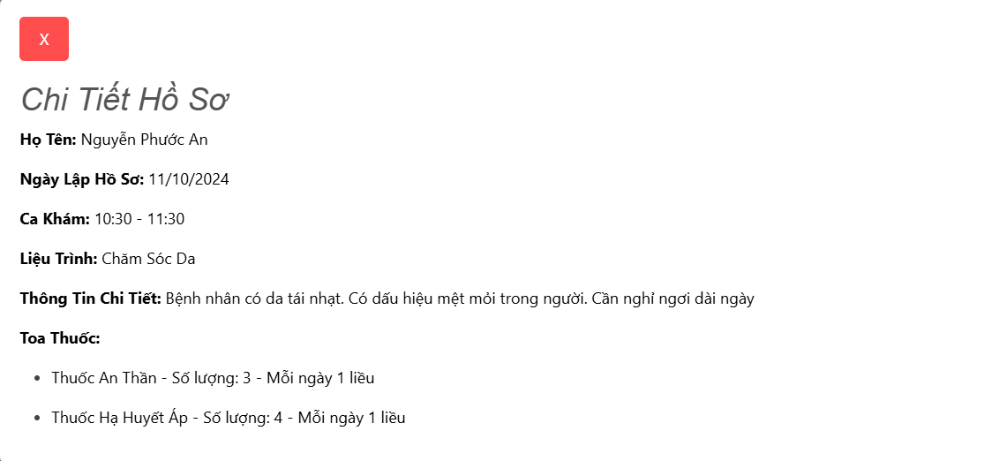 X
Chi Tiết Hồ Sơ
Họ Tên: Nguyễn Phước An
Ngày Lập Hồ Sơ: 11/10/2024
Ca Khám: 10:30 - 11:30
Liệu Trình: Chăm Sóc Da
Thông Tin Chi Tiết: Bệnh nhân có da tái nhạt. Có dấu hiệu mệt mỏi trong người. Cần nghỉ ngơi dài ngày
Toa Thuốc:
• Thuốc An Thần - Số lượng: 3 - Mỗi ngày 1 liều
• Thuốc Hạ Huyết Áp - Số lượng: 4 - Mỗi ngày 1 liều